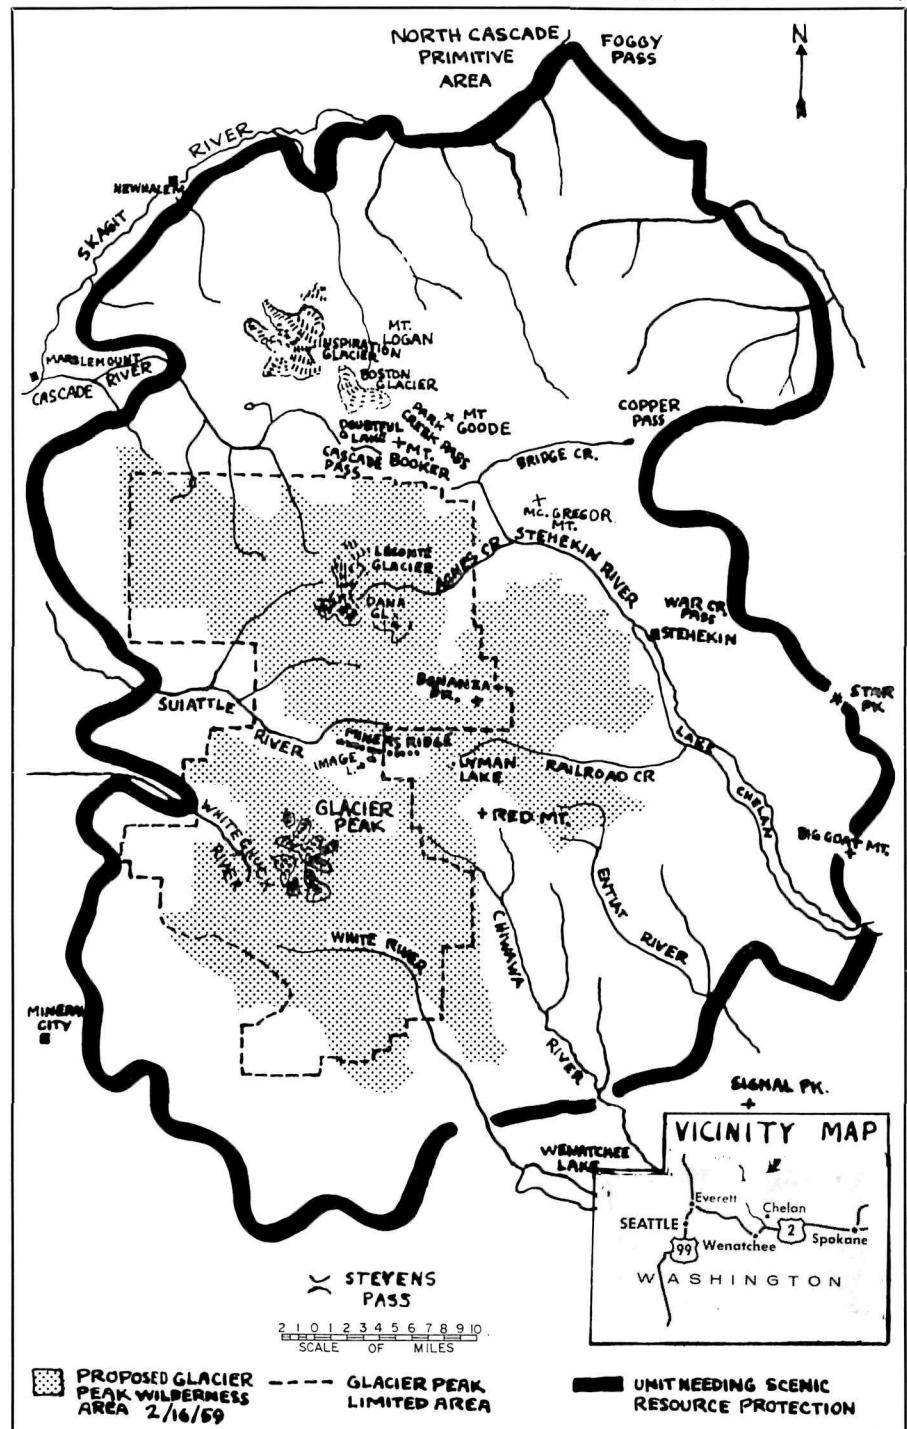 NORTH CASCADE
PRIMITIVE
AREA
FOGGY
PASS
N
SKAGIT
RIVER
NEWHALEM
MT.
LOGAN
INSPIRATION
GLACIER
BOSTON
GLACIER
MARBLEMOUNT
CASCADE
RIVER
PARK
CREEK PASS
MT
GOODE
COPPER
PASS
DOUBTFUL
LAKE
MT.
BOOKER
CASCADE
PASS
BRIDGE CR.
MC. GREGOR
MT.
STEHEKIN
RIVER
LECONTE
GLACIER
AGNES CR.
DANA
GL.
WAR CR.
PASS
STEHEKIN
BONANZA
PK.
STAR
PK.
SUIATTLE
RIVER
MINERS RIDGE
IMAGE
L.
LYMAN
LAKE
RAILROAD CR
LAKE
CHELAN
GLACIER
PEAK
RED MT.
WHITECHUCK
RIVER
BIG GOAT MT.
ENTIAT
RIVER
WHITE RIVER
CHIWAWA
RIVER
MINERAL
CITY
SIGNAL PK.
WENATCHEE
LAKE
VICINITY MAP
Everett
Chelan
SEATTLE
2
99
Wenatchee
Spokane
WASHINGTON
STEVENS
PASS
2 1 0 1 2 3 4 5 6 7 8 9 10
SCALE OF MILES
PROPOSED GLACIER
PEAK WILDERNESS
AREA 2/16/59
GLACIER PEAK
LIMITED AREA
UNIT NEEDING SCENIC
RESOURCE PROTECTION